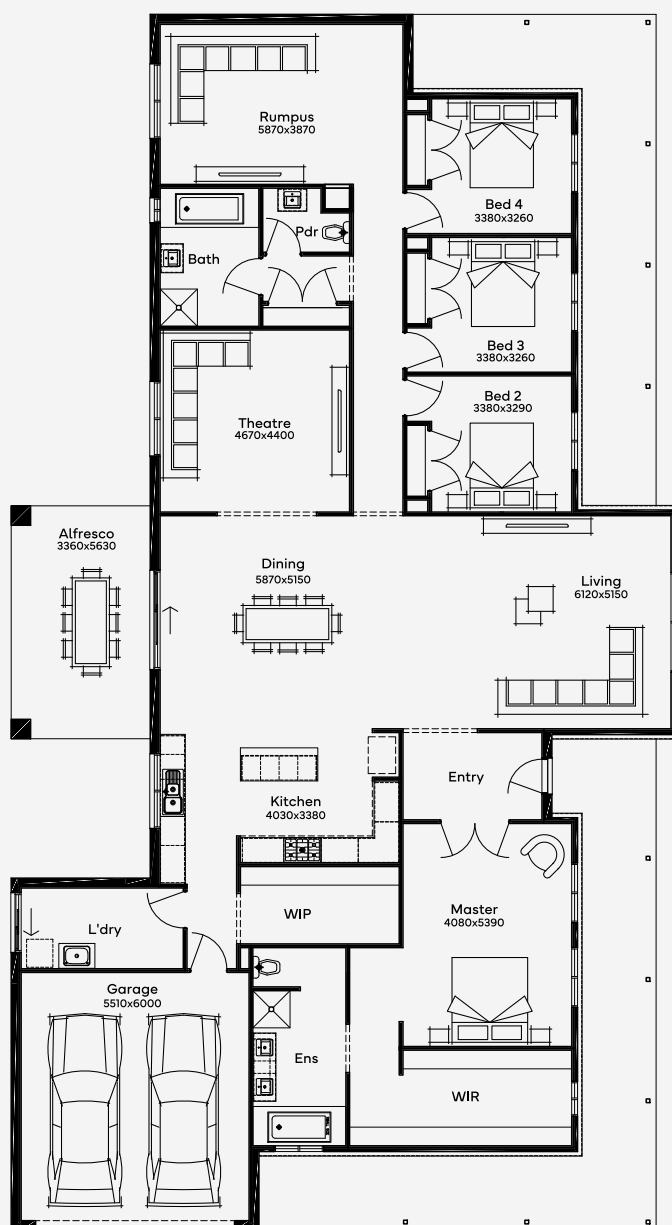 Rumpus
5870x3870
Bed 4
3380x3260
Pdr
Bath
Bed 3
3380x3260
Bed 2
3380x3290
Theatre
4670x4400
Alfresco
3360x5630
Dining
5870x5150
Living
6120x5150
Entry
Kitchen
4030x3380
WIP
L'dry
Master
4080x5390
Garage
5510x6000
Ens
WIR